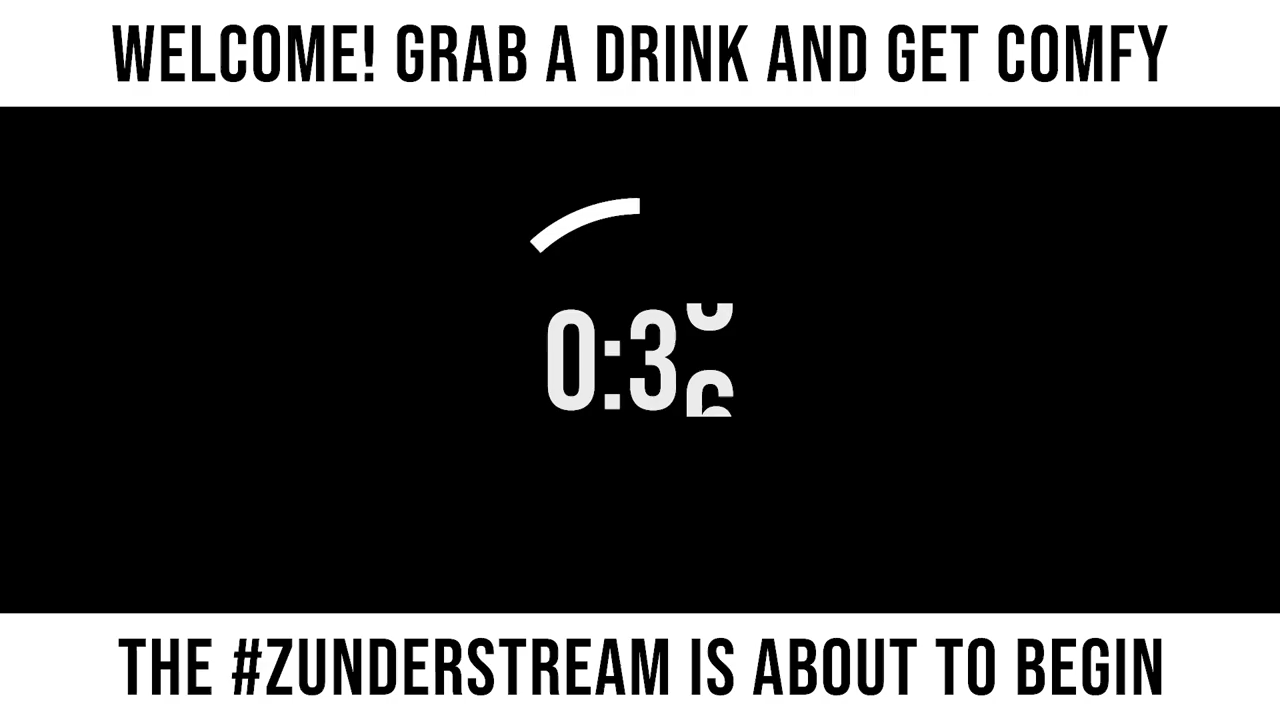 WELCOME! GRAB A DRINK AND GET COMFY
0:3
THE #ZUNDERSTREAM IS ABOUT TO BEGIN